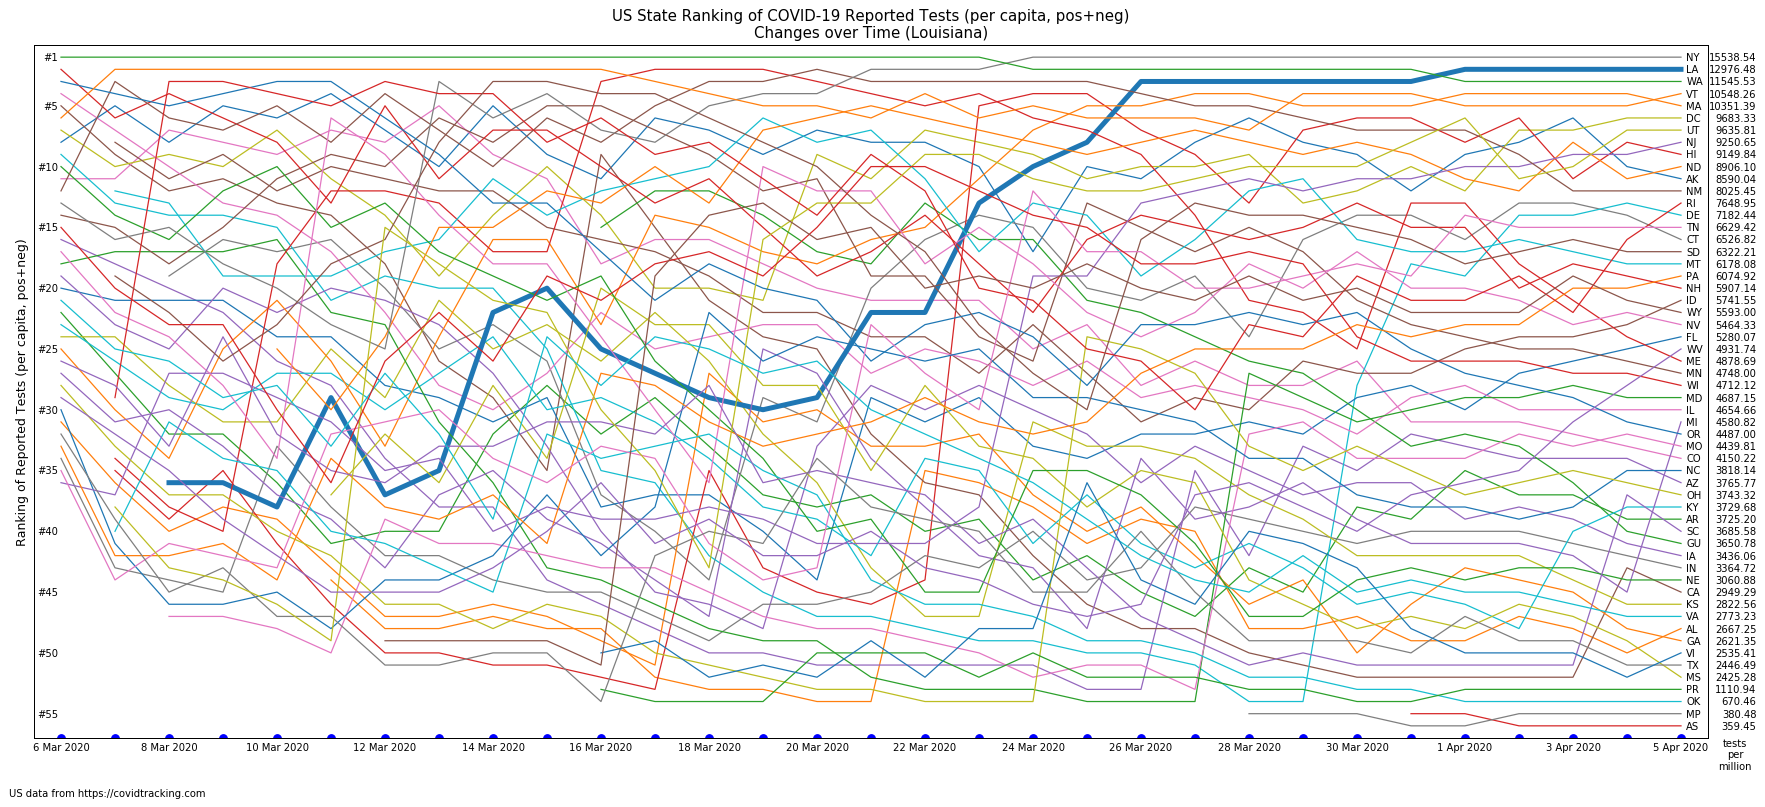 US State Ranking of COVID-19 Reported Tests (per capita, pos+neg)
Changes over Time (Louisiana)
Ranking of Reported Tests (per capita, pos+neg)
#1
#5
#10
#15
#20
#25
#30
#35
#40
#45
#50
#55
NY 15538.54
LA 12976.48
WA 11545.53
VT 10548.26
MA 10351.39
DC 9683.33
UT 9635.81
NJ 9250.65
HI 9149.84
ND 8906.10
AK 8590.04
NM 8025.45
RI 7648.95
DE 7182.44
TN 6629.42
CT 6526.82
SD 6322.21
MT 6178.08
PA 6074.92
NH 5907.14
ID 5741.55
WY 5593.00
NV 5464.33
FL 5280.07
WV 4931.74
ME 4878.69
MN 4748.00
WI 4712.12
MD 4687.15
IL 4654.66
MI 4580.82
OR 4487.00
MO 4439.81
CO 4150.22
NC 3818.14
AZ 3765.77
OH 3743.32
KY 3729.68
AR 3725.20
SC 3685.58
GU 3650.78
IA 3436.06
IN 3364.72
NE 3060.88
CA 2949.29
KS 2822.56
VA 2773.23
AL 2667.25
GA 2621.35
VI 2535.41
TX 2446.49
MS 2425.28
PR 1110.94
OK 670.46
MP 380.48
AS 359.45
6 Mar 2020 8 Mar 2020 10 Mar 2020 12 Mar 2020 14 Mar 2020 16 Mar 2020 18 Mar 2020 20 Mar 2020 22 Mar 2020 24 Mar 2020 26 Mar 2020 28 Mar 2020 30 Mar 2020 1 Apr 2020 3 Apr 2020 5 Apr 2020
tests
per
million
US data from https://covidtracking.com